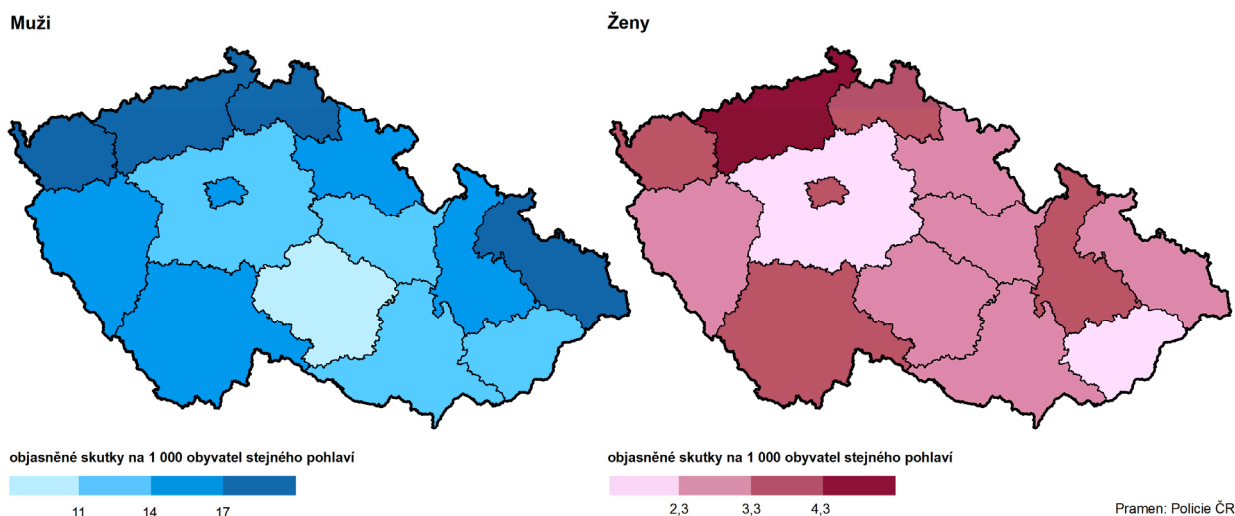 Muži
Ženy
objasněné skutky na 1 000 obyvatel stejného pohlaví
11 14 17
objasněné skutky na 1 000 obyvatel stejného pohlaví
2,3 3,3 4,3
Pramen: Policie ČR